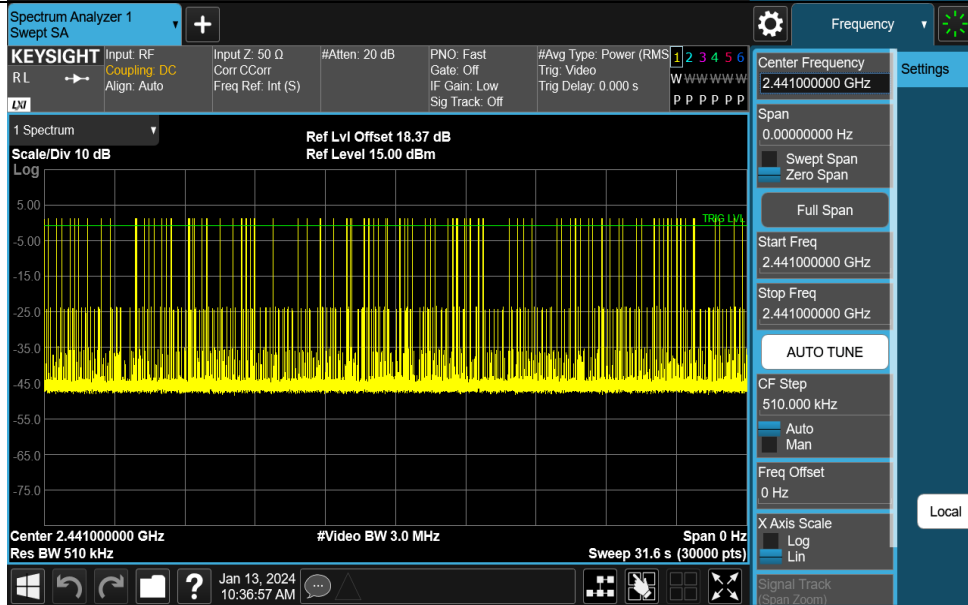 Spectrum Analyzer 1
Swept SA
+
Frequency
KEYSIGHT
R L
LXI
Input: RF
Coupling: DC
Align: Auto
Input Z: 50 Ω
Corr CCorr
Freq Ref: Int (S)
#Atten: 20 dB
PNO: Fast
Gate: Off
IF Gain: Low
Sig Track: Off
#Avg Type: Power (RMS
Trig: Video
Trig Delay: 0.000 s
1 2 3 4 5 6
W W W W W W
P P P P P P
1 Spectrum
Scale/Div 10 dB
Log
Ref Lvl Offset 18.37 dB
Ref Level 15.00 dBm
5.00
-5.00
-15.0
-25.0
-35.0
-45.0
-55.0
-65.0
-75.0
TRIG LVL
Center 2.441000000 GHz
Res BW 510 kHz
#Video BW 3.0 MHz
Span 0 Hz
Sweep 31.6 s (30000 pts)
Jan 13, 2024
10:36:57 AM
?
Center Frequency
2.441000000 GHz
Settings
Span
0.00000000 Hz
Swept Span
Zero Span
Full Span
Start Freq
2.441000000 GHz
Stop Freq
2.441000000 GHz
AUTO TUNE
CF Step
510.000 kHz
Auto
Man
Freq Offset
0 Hz
X Axis Scale
Log
Lin
Local
Signal Track
(Span Zoom)